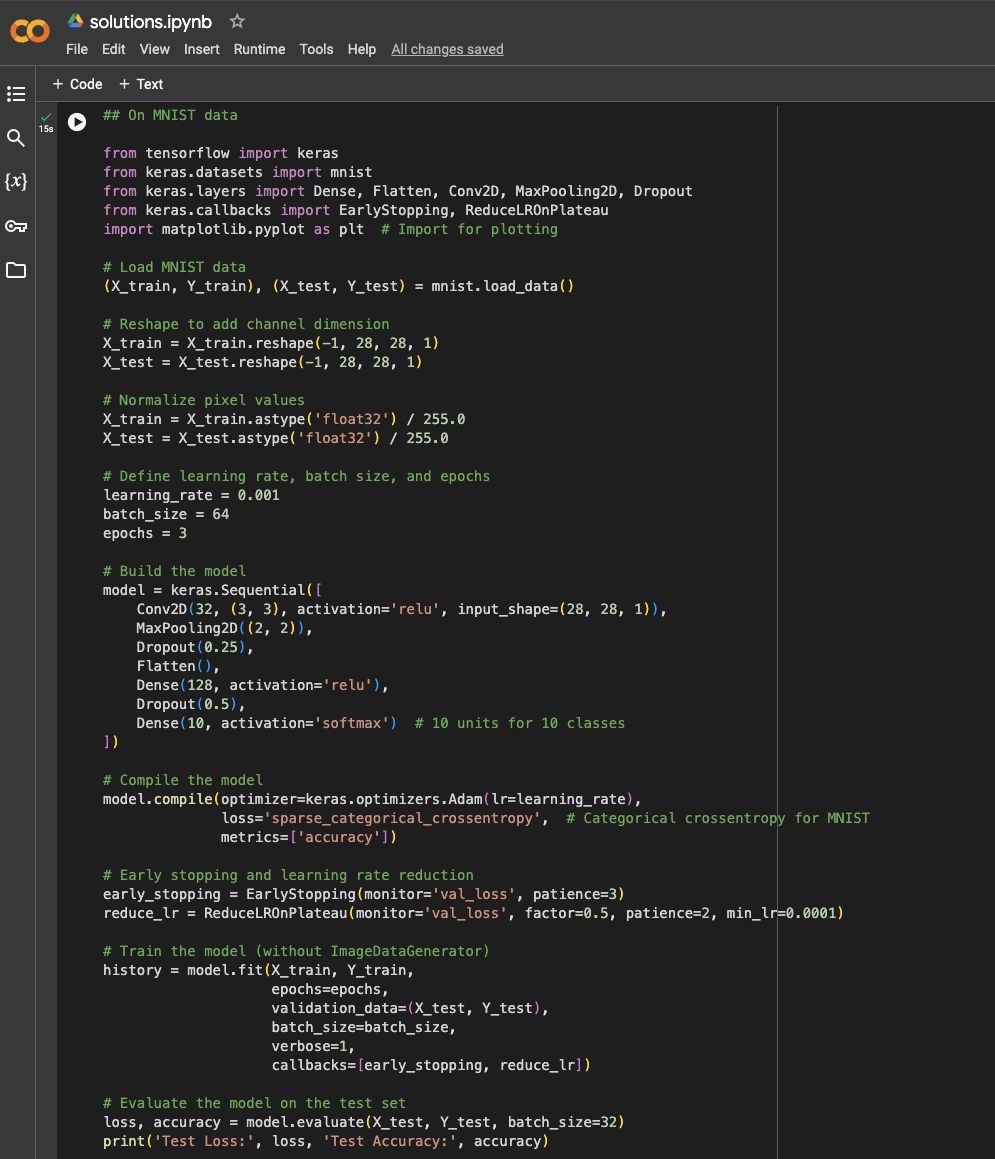 solutions.ipynb
File Edit View Insert Runtime Tools Help All changes saved
+ Code + Text
15s
{x}
## On MNIST data

from tensorflow import keras
from keras.datasets import mnist
from keras.layers import Dense, Flatten, Conv2D, MaxPooling2D, Dropout
from keras.callbacks import EarlyStopping, ReduceLROnPlateau
import matplotlib.pyplot as plt  # Import for plotting

# Load MNIST data
(X_train, Y_train), (X_test, Y_test) = mnist.load_data()

# Reshape to add channel dimension
X_train = X_train.reshape(-1, 28, 28, 1)
X_test = X_test.reshape(-1, 28, 28, 1)

# Normalize pixel values
X_train = X_train.astype('float32') / 255.0
X_test = X_test.astype('float32') / 255.0

# Define learning rate, batch size, and epochs
learning_rate = 0.001
batch_size = 64
epochs = 3

# Build the model
model = keras.Sequential([
    Conv2D(32, (3, 3), activation='relu', input_shape=(28, 28, 1)),
    MaxPooling2D((2, 2)),
    Dropout(0.25),
    Flatten(),
    Dense(128, activation='relu'),
    Dropout(0.5),
    Dense(10, activation='softmax')  # 10 units for 10 classes
])

# Compile the model
model.compile(optimizer=keras.optimizers.Adam(lr=learning_rate),
              loss='sparse_categorical_crossentropy',  # Categorical crossentropy for MNIST
              metrics=['accuracy'])

# Early stopping and learning rate reduction
early_stopping = EarlyStopping(monitor='val_loss', patience=3)
reduce_lr = ReduceLROnPlateau(monitor='val_loss', factor=0.5, patience=2, min_lr=0.0001)

# Train the model (without ImageDataGenerator)
history = model.fit(X_train, Y_train,
                    epochs=epochs,
                    validation_data=(X_test, Y_test),
                    batch_size=batch_size,
                    verbose=1,
                    callbacks=[early_stopping, reduce_lr])

# Evaluate the model on the test set
loss, accuracy = model.evaluate(X_test, Y_test, batch_size=32)
print('Test Loss:', loss, 'Test Accuracy:', accuracy)